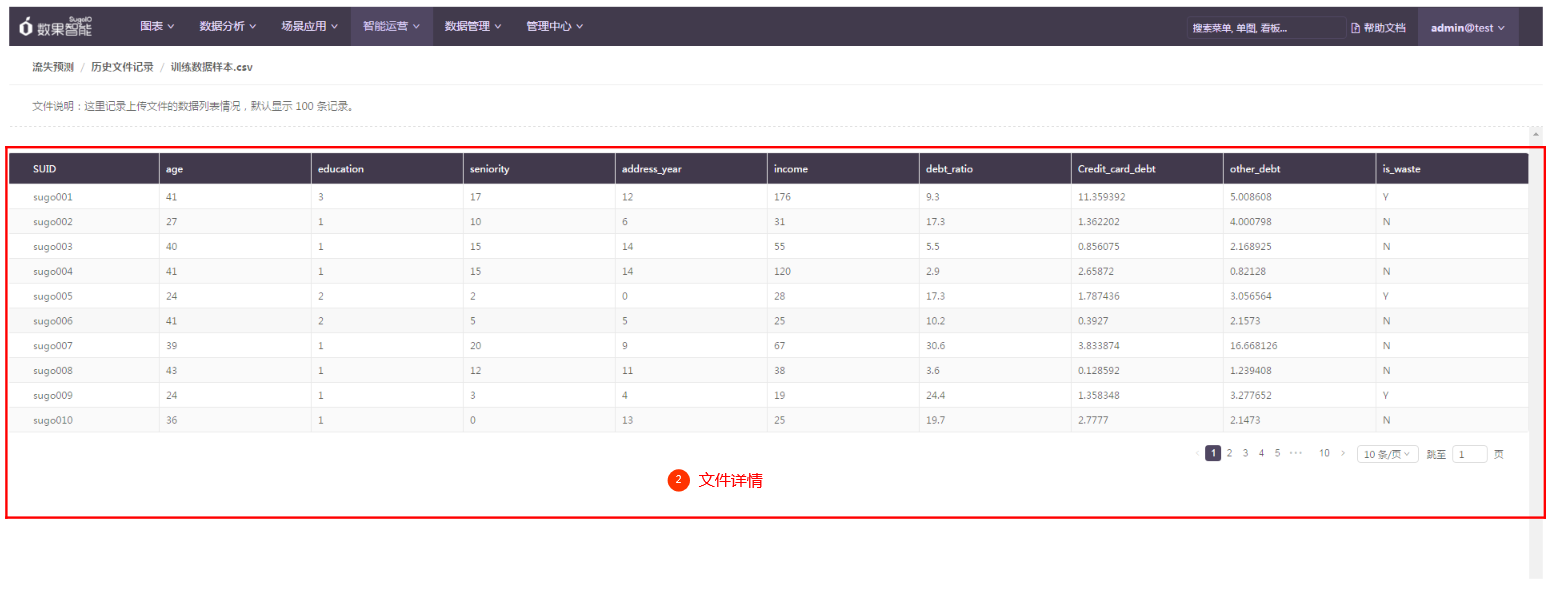 SugoIO
数果智能 图表 数据分析 场景应用 智能运营 数据管理 管理中心 搜索菜单, 单图, 看板... 帮助文档 admin@test
流失预测 / 历史文件记录 / 训练数据样本.csv
文件说明：这里记录上传文件的数据列表情况，默认显示 100 条记录。
SUID age education seniority address_year income debt_ratio Credit_card_debt other_debt is_waste
sugo001 41 3 17 12 176 9.3 11.359392 5.008608 Y
sugo002 27 1 10 6 31 17.3 1.362202 4.000798 N
sugo003 40 1 15 14 55 5.5 0.856075 2.168925 N
sugo004 41 1 15 14 120 2.9 2.65872 0.82128 N
sugo005 24 2 2 0 28 17.3 1.787436 3.056564 Y
sugo006 41 2 5 5 25 10.2 0.3927 2.1573 N
sugo007 39 1 20 9 67 30.6 3.833874 16.668126 N
sugo008 43 1 12 11 38 3.6 0.128592 1.239408 N
sugo009 24 1 3 4 19 24.4 1.358348 3.277652 Y
sugo010 36 1 0 13 25 19.7 2.7777 2.1473 N
1 2 3 4 5 ••• 10 10 条/页 跳至 1 页
2 文件详情